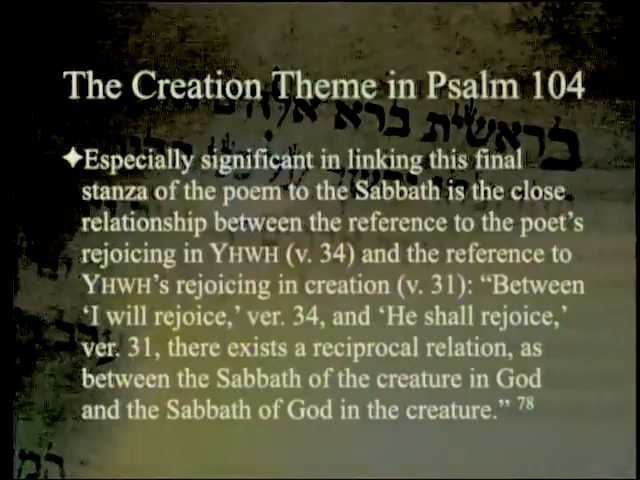 The Creation Theme in Psalm 104
בראשית ברא אלהים
✦Especially significant in linking this final
stanza of the poem to the Sabbath is the close
relationship between the reference to the poet’s
rejoicing in YHWH (v. 34) and the reference to
YHWH’s rejoicing in creation (v. 31): “Between
‘I will rejoice,’ ver. 34, and ‘He shall rejoice,’
ver. 31, there exists a reciprocal relation, as
between the Sabbath of the creature in God
and the Sabbath of God in the creature.” 78